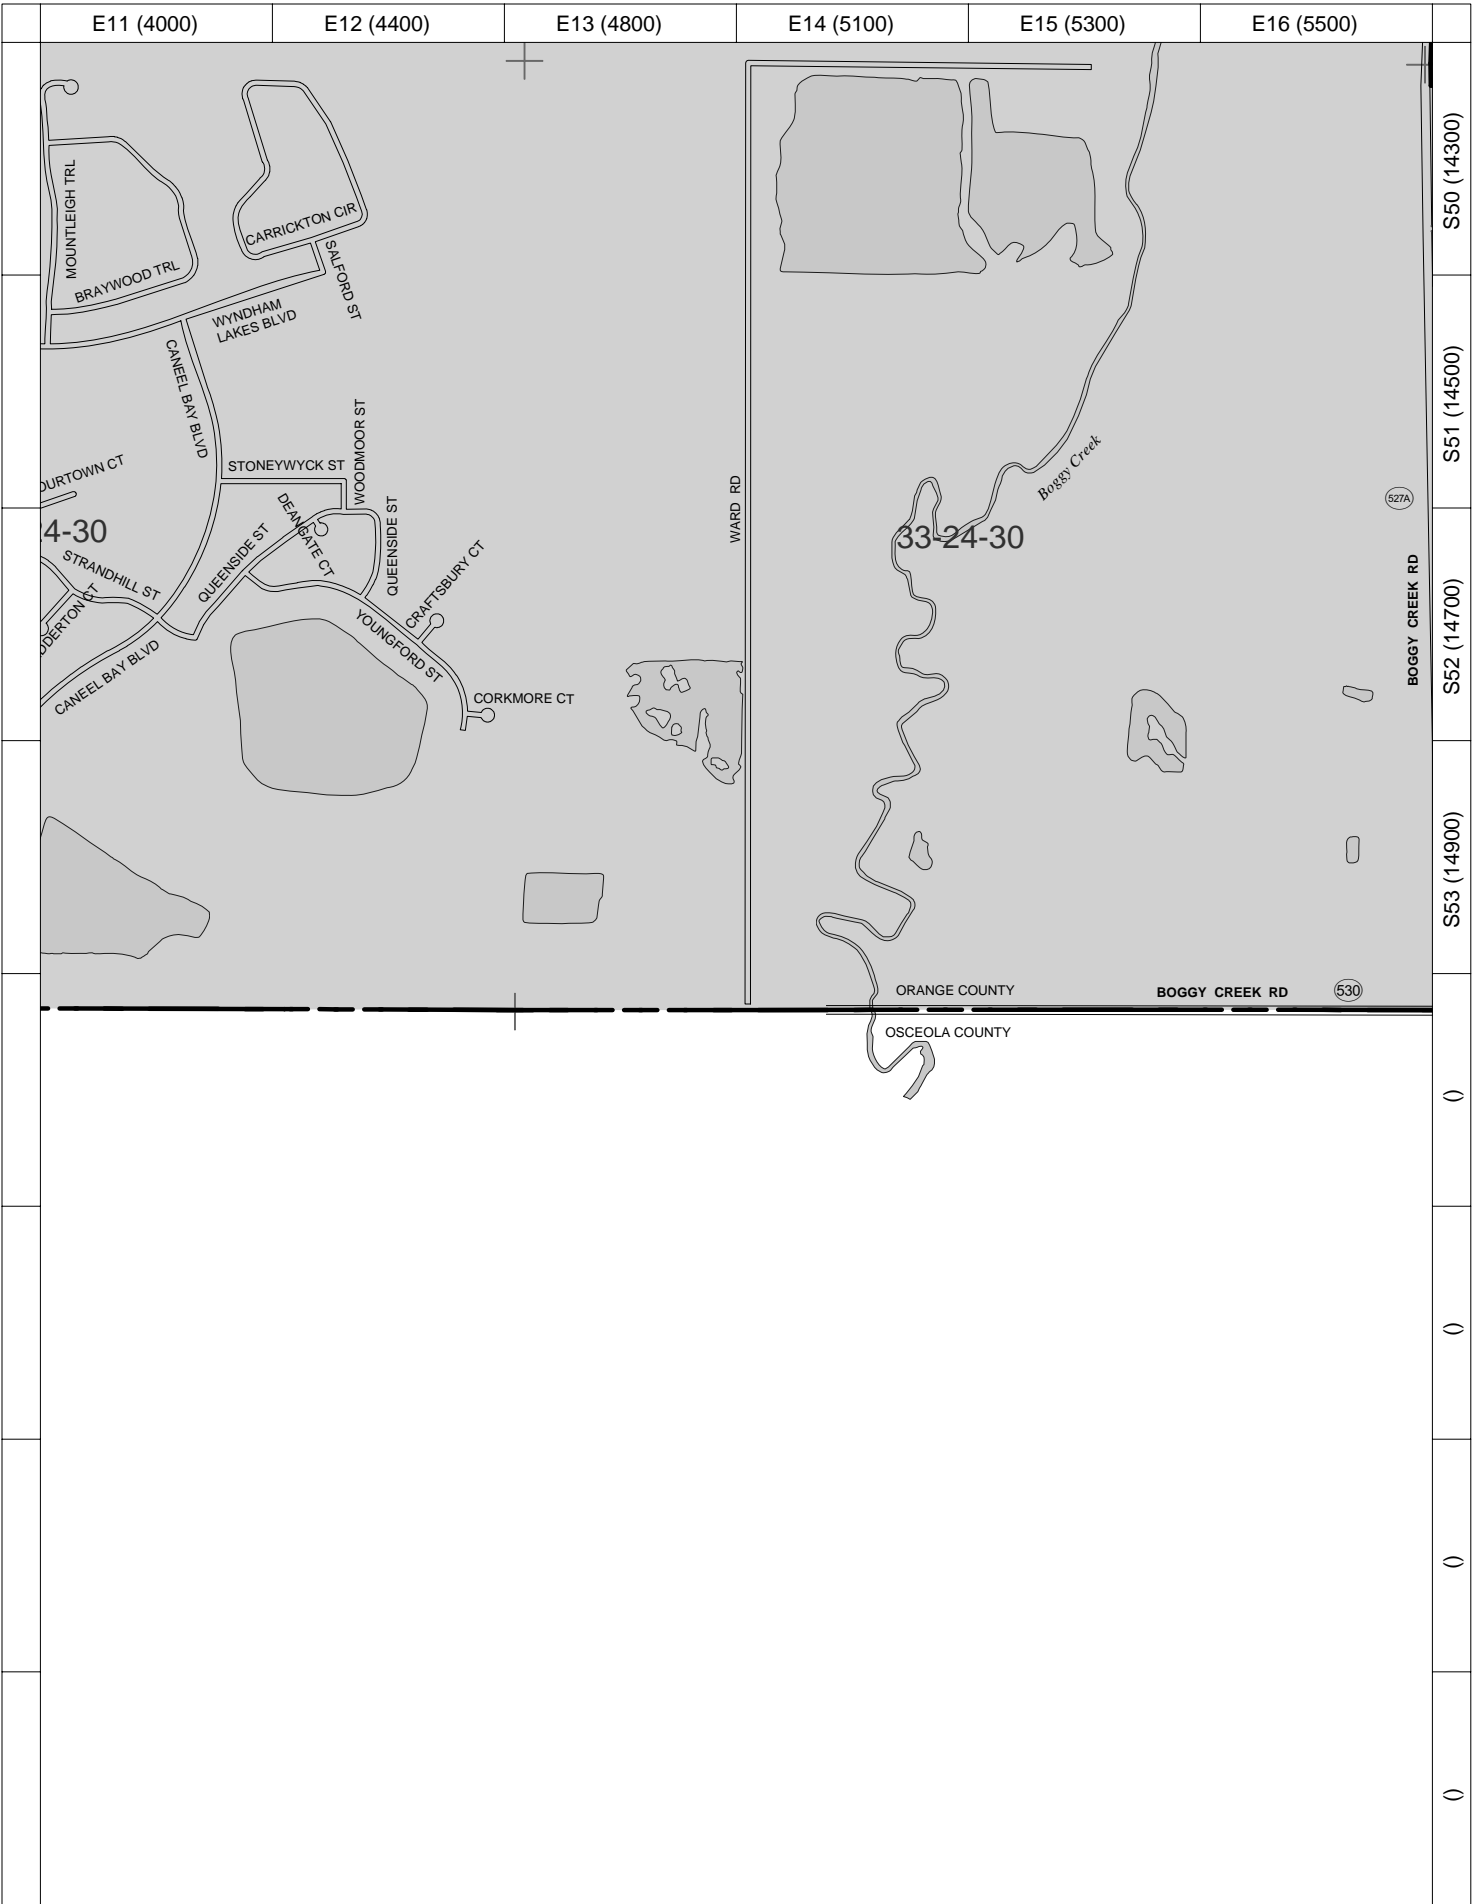 E11 (4000)
E12 (4400)
E13 (4800)
E14 (5100)
E15 (5300)
E16 (5500)
S50 (14300)
S51 (14500)
S52 (14700)
S53 (14900)
()
()
()
()
MOUNTLEIGH TRL
BRAYWOOD TRL
CARRICKTON CIR
SALFORD ST
WYNDHAM
LAKES BLVD
CANEEL BAY BLVD
STONEYWYCK ST
WOODMOOR ST
OURTOWN CT
4-30
STRANDHILL ST
DDERTON CT
CANEEL BAY BLVD
QUEENSIDE ST
DEANGATE CT
QUEENSIDE ST
CRAFTSBURY CT
YOUNGFORD ST
CORKMORE CT
WARD RD
Boggy Creek
33-24-30
527A
BOGGY CREEK RD
ORANGE COUNTY
BOGGY CREEK RD
530
OSCEOLA COUNTY